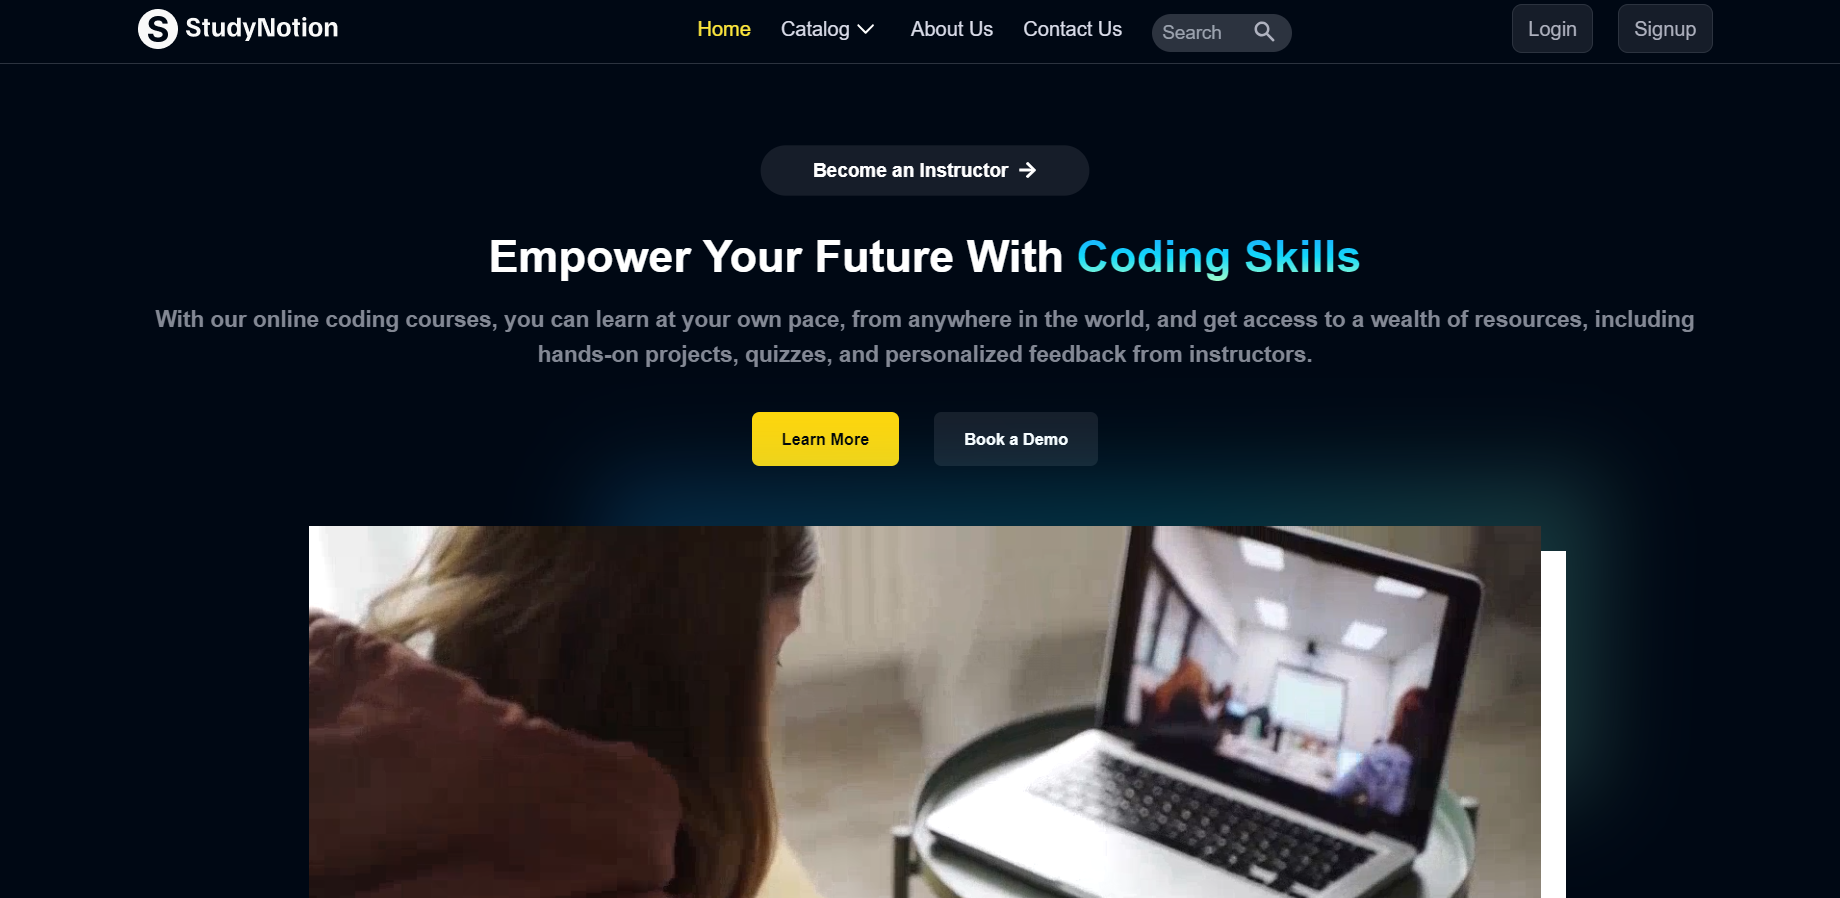 StudyNotion
Home Catalog About Us Contact Us Search Login Signup
Become an Instructor
Empower Your Future With Coding Skills
With our online coding courses, you can learn at your own pace, from anywhere in the world, and get access to a wealth of resources, including
hands-on projects, quizzes, and personalized feedback from instructors.
Learn More Book a Demo